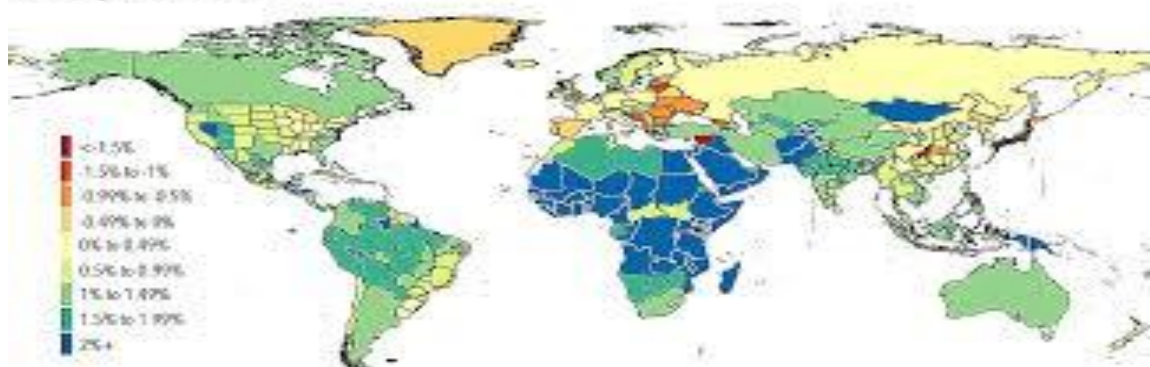 <-1.5%
-1.5% to -1%
-0.99% to -0.5%
-0.49% to 0%
0% to 0.49%
0.5% to 0.99%
1% to 1.49%
1.5% to 1.99%
2%+